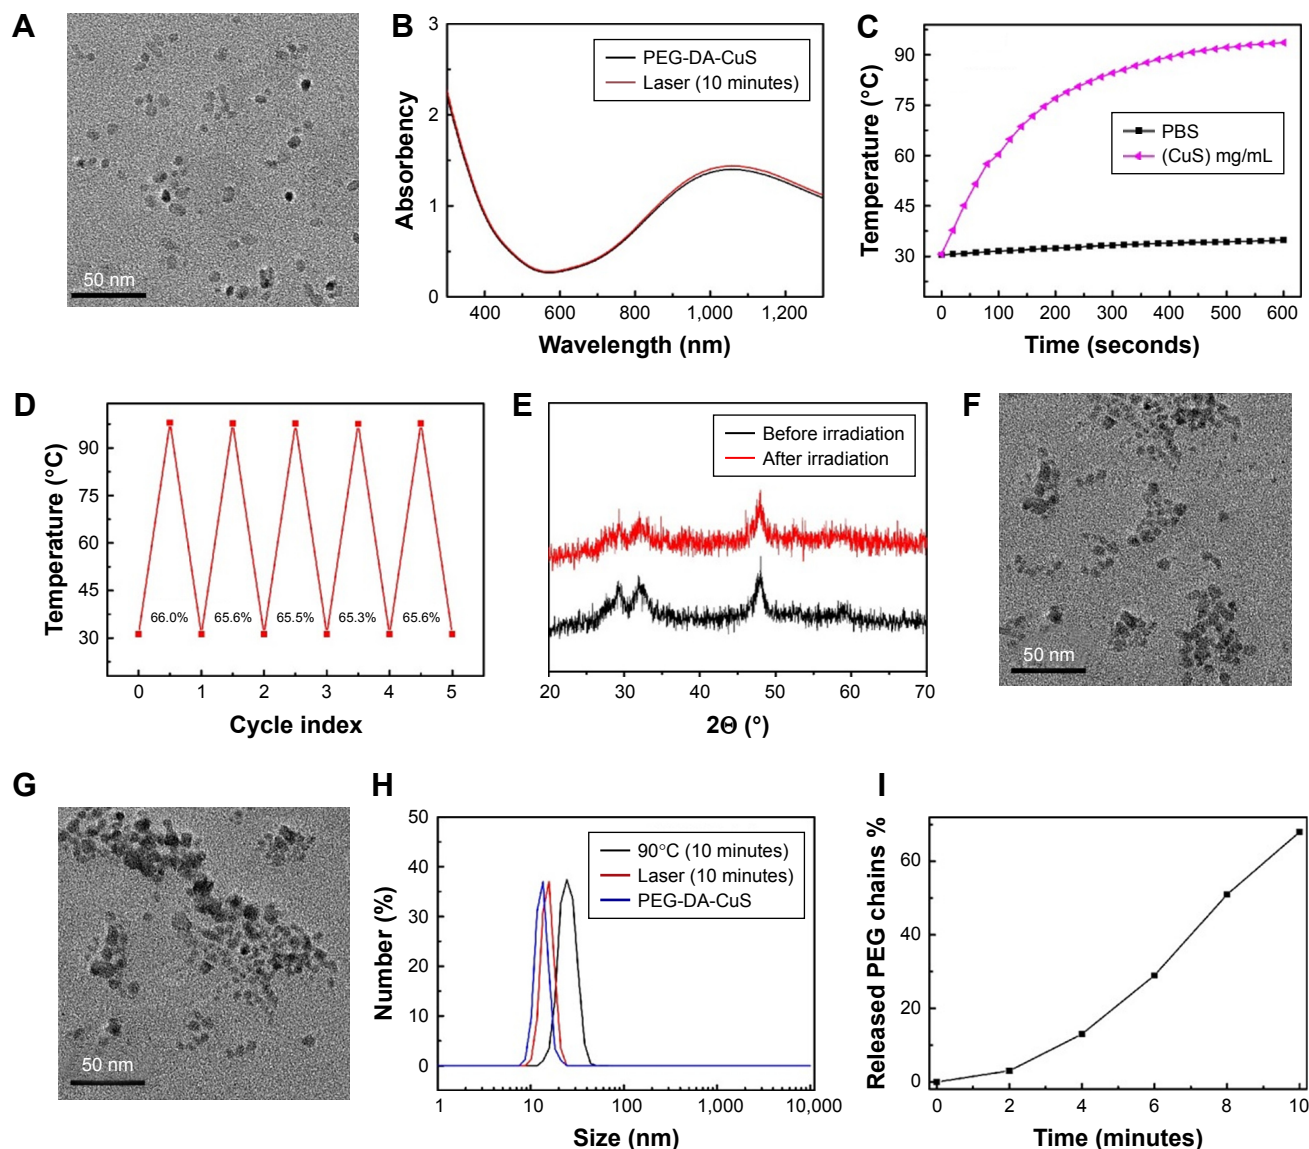 A
50 nm
B
Absorbency
3
2
1
0
PEG-DA-CuS
Laser (10 minutes)
400
600
800
1,000
1,200
Wavelength (nm)
C
Temperature (°C)
90
75
60
45
30
PBS
(CuS) mg/mL
0
100
200
300
400
500
600
Time (seconds)
D
Temperature (°C)
90
75
60
45
30
66.0%
65.6%
65.5%
65.3%
65.6%
0
1
2
3
4
5
Cycle index
E
Before irradiation
After irradiation
20
30
40
50
60
70
2Θ (°)
F
50 nm
G
50 nm
H
Number (%)
50
40
30
20
10
0
90°C (10 minutes)
Laser (10 minutes)
PEG-DA-CuS
1
10
100
1,000
10,000
Size (nm)
I
Released PEG chains %
60
40
20
0
0
2
4
6
8
10
Time (minutes)